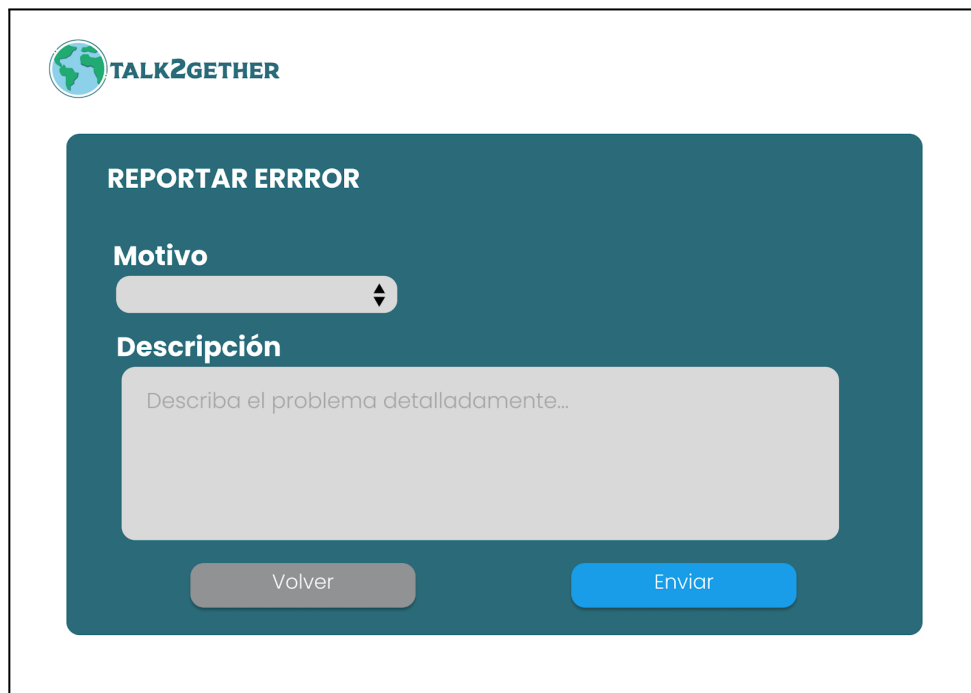 TALK2GETHER
REPORTAR ERRROR
Motivo
Descripción
Describa el problema detalladamente...
Volver
Enviar